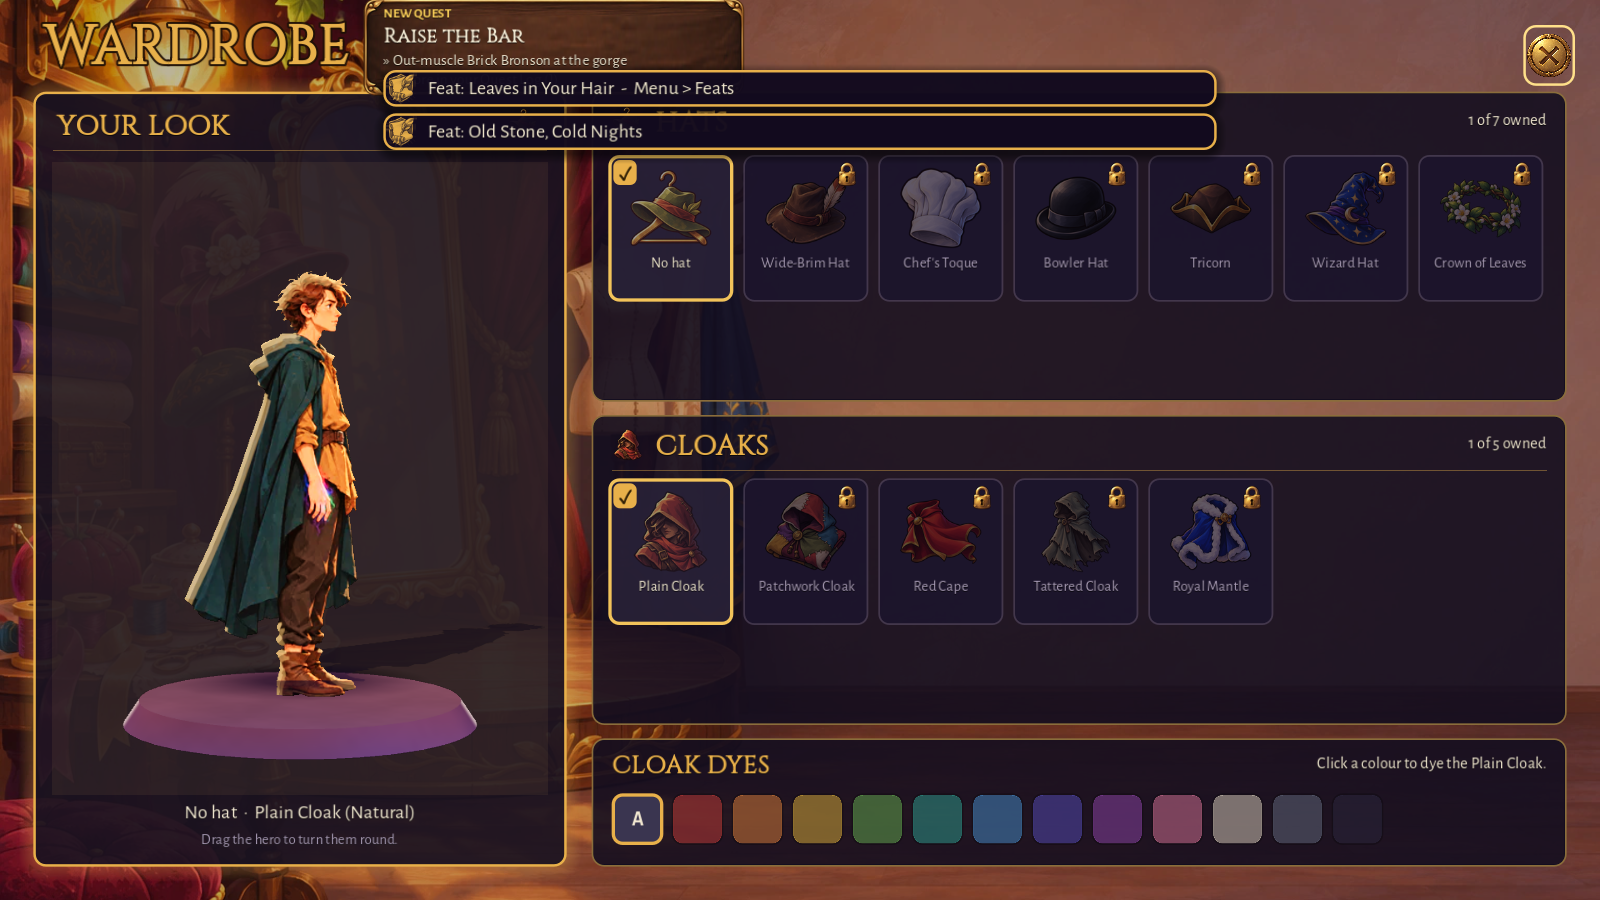 WARDROBE
NEW QUEST
RAISE THE BAR
» Out-muscle Brick Bronson at the gorge
Feat: Leaves in Your Hair - Menu > Feats
Feat: Old Stone, Cold Nights
YOUR LOOK
No hat · Plain Cloak (Natural)
Drag the hero to turn them round.
HATS
1 of 7 owned
No hat
Wide-Brim Hat
Chef's Toque
Bowler Hat
Tricorn
Wizard Hat
Crown of Leaves
CLOAKS
1 of 5 owned
Plain Cloak
Patchwork Cloak
Red Cape
Tattered Cloak
Royal Mantle
CLOAK DYES
Click a colour to dye the Plain Cloak.
A